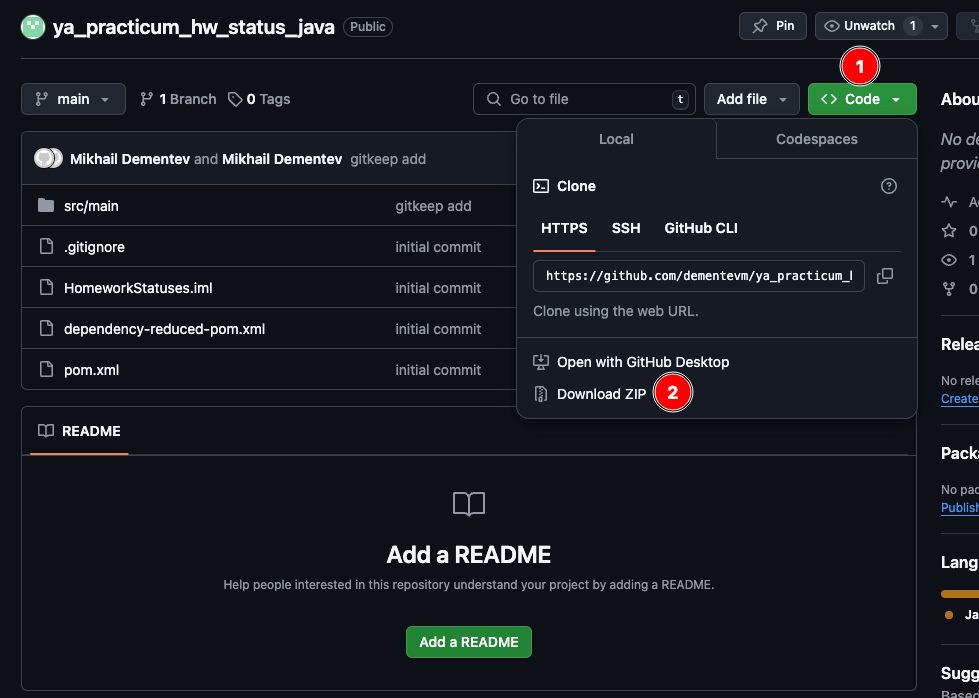 ya_practicum_hw_status_java Public Pin Unwatch 1
1
main 1 Branch 0 Tags Go to file t Add file Code
Local Codespaces
Mikhail Dementev and Mikhail Dementev gitkeep add
src/main gitkeep add
.gitignore initial commit
HomeworkStatuses.iml initial commit
dependency-reduced-pom.xml initial commit
pom.xml initial commit
Clone
HTTPS SSH GitHub CLI
https://github.com/dementevm/ya_practicum_
Clone using the web URL.
Open with GitHub Desktop
Download ZIP 2
README
Add a README
Help people interested in this repository understand your project by adding a README.
Add a README
Abou
No de
provi
A
0
1
0
Relea
No rele
Create
Packa
No pac
Publish
Lang
Ja
Sugg
Based